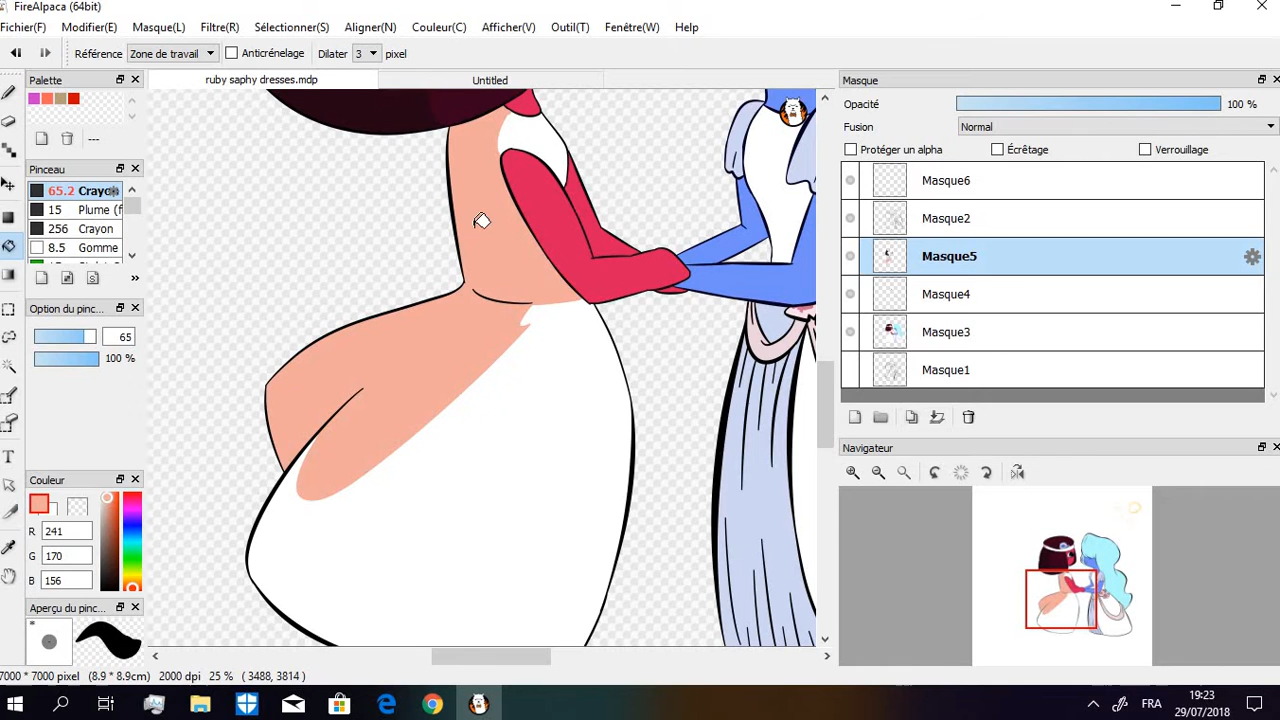 FireAlpaca (64bit)
Fichier(F) Modifier(E) Masque(L) Filtre(R) Sélectionner(S) Aligner(N) Couleur(C) Afficher(V) Outil(T) Fenêtre(W) Help
Référence Zone de travail Anticrénelage Dilater 3 pixel
Palette
ruby saphy dresses.mdp Untitled
Masque
Opacité 100 %
Fusion Normal
Protéger un alpha Écrêtage Verrouillage
---
Pinceau
65.2 Crayon
15 Plume (f
256 Crayon
8.5 Gomme
Masque6
Masque2
Masque5
Masque4
Masque3
Masque1
Option du pinc...
65
100 %
Navigateur
Couleur
R 241
G 170
B 156
Aperçu du pinc...
*
7000 * 7000 pixel (8.9 * 8.9cm) 2000 dpi 25 % ( 3488, 3814 )
FRA
19:23
29/07/2018